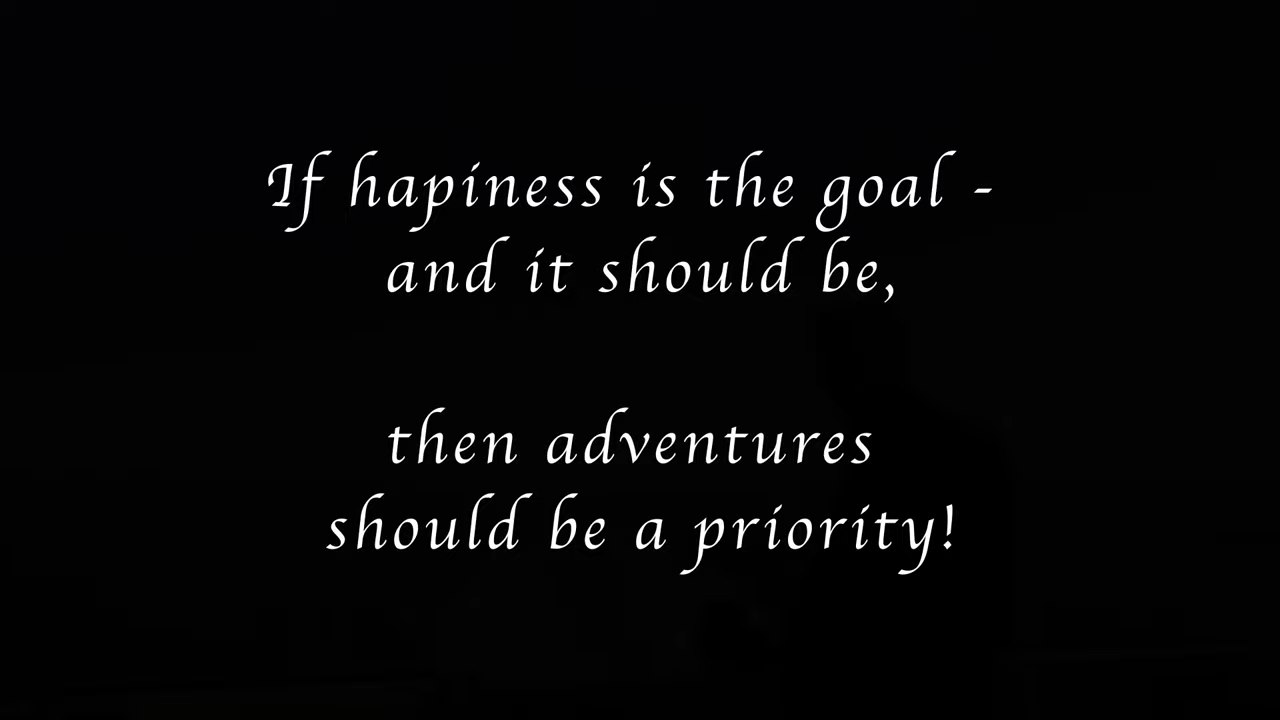 If hapiness is the goal -
and it should be,
then adventures
should be a priority!